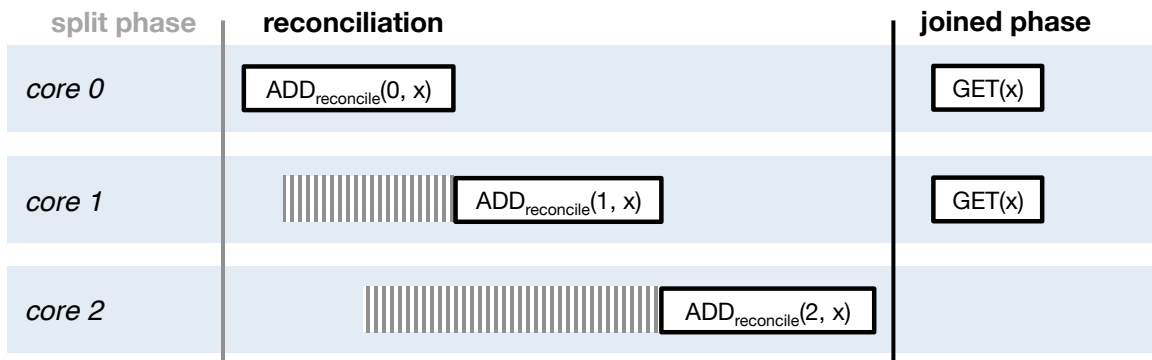 split phase reconciliation joined phase
core 0 ADDreconcile(0, x) GET(x)
core 1 ADDreconcile(1, x) GET(x)
core 2 ADDreconcile(2, x)